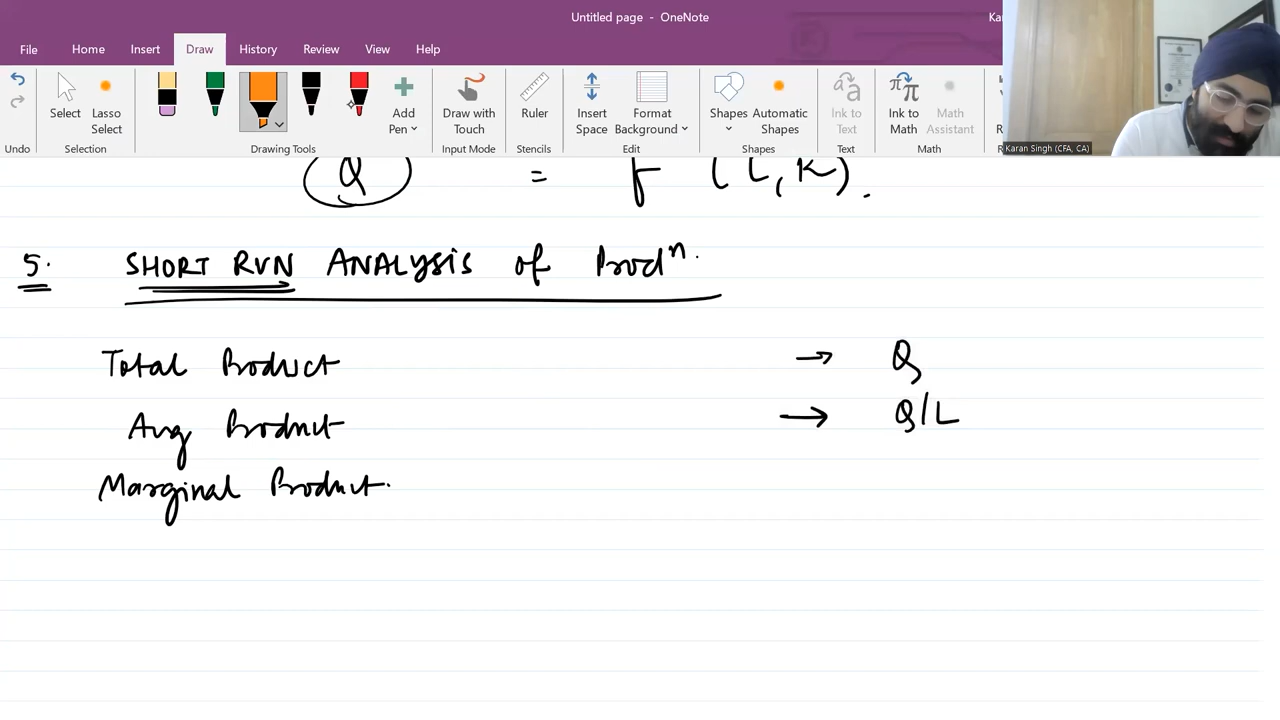 Untitled page - OneNote
Ka
File Home Insert Draw History Review View Help
Undo
Select
Lasso Select
Selection
Add Pen
Drawing Tools
Draw with Touch
Input Mode
Ruler
Stencils
Insert Space
Format Background
Edit
Shapes
Automatic Shapes
Shapes
Ink to Text
Text
Ink to Math
Math Assistant
Math
R
Karan Singh (CFA, CA)
Q = f (L, K).
5. SHORT RUN ANALYSIS of Prodⁿ.
Total Product → Q
Avg Product → Q/L
Marginal Product.